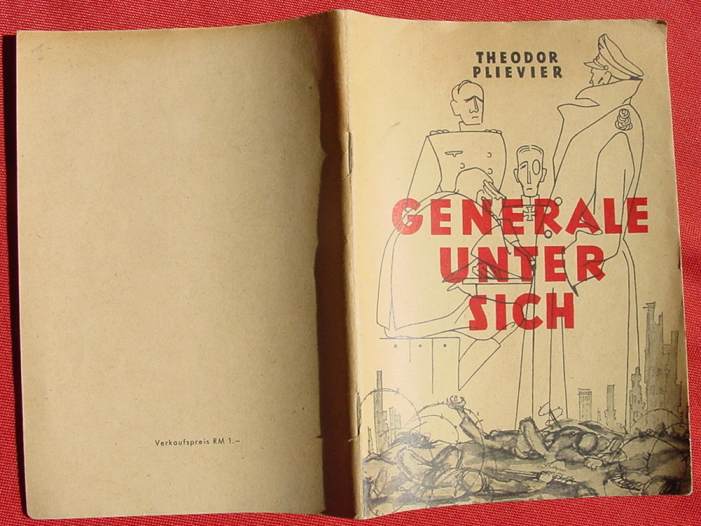 THEODOR
PLIEVIER
GENERALE
UNTER
SICH
Verkaufspreis RM 1.–